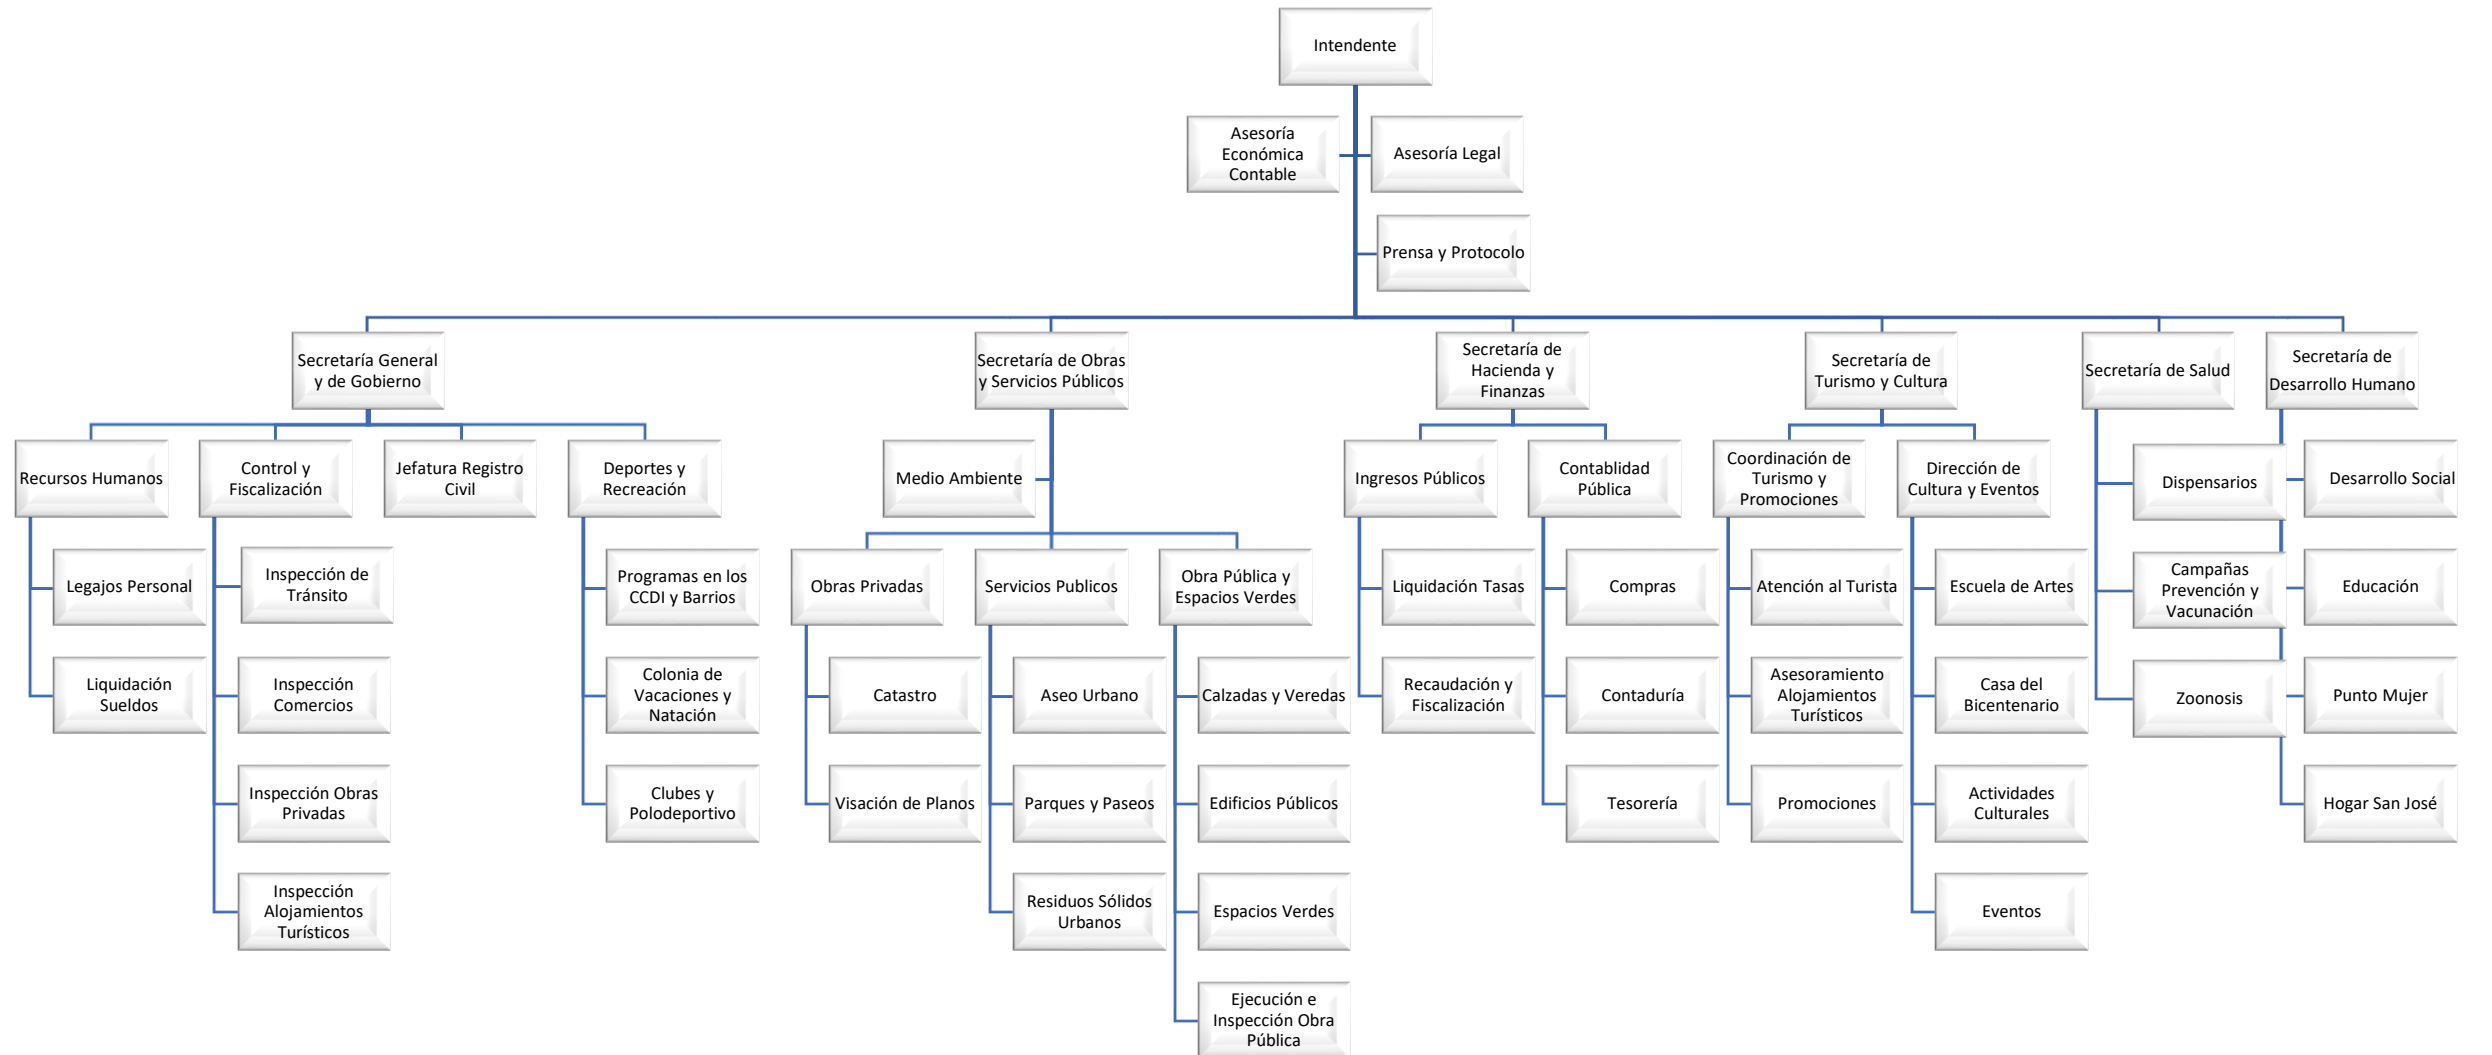 Intendente
Asesoría
Económica
Contable
Asesoría Legal
Prensa y Protocolo
Secretaría General
y de Gobierno
Secretaría de Obras
y Servicios Públicos
Secretaría de
Hacienda y
Finanzas
Secretaría de
Turismo y Cultura
Secretaría de Salud
Secretaría de
Desarrollo Humano
Recursos Humanos
Control y
Fiscalización
Jefatura Registro
Civil
Deportes y
Recreación
Medio Ambiente
Ingresos Públicos
Contablidad
Pública
Coordinación de
Turismo y
Promociones
Dirección de
Cultura y Eventos
Dispensarios
Desarrollo Social
Legajos Personal
Inspección de
Tránsito
Programas en los
CCDI y Barrios
Obras Privadas
Servicios Publicos
Obra Pública y
Espacios Verdes
Liquidación Tasas
Compras
Atención al Turista
Escuela de Artes
Campañas
Prevención y
Vacunación
Educación
Liquidación
Sueldos
Inspección
Comercios
Colonia de
Vacaciones y
Natación
Catastro
Aseo Urbano
Calzadas y Veredas
Recaudación y
Fiscalización
Contaduría
Asesoramiento
Alojamientos
Turísticos
Casa del
Bicentenario
Zoonosis
Punto Mujer
Inspección Obras
Privadas
Clubes y
Polodeportivo
Visación de Planos
Parques y Paseos
Edificios Públicos
Tesorería
Promociones
Actividades
Culturales
Hogar San José
Inspección
Alojamientos
Turísticos
Residuos Sólidos
Urbanos
Espacios Verdes
Eventos
Ejecución e
Inspección Obra
Pública